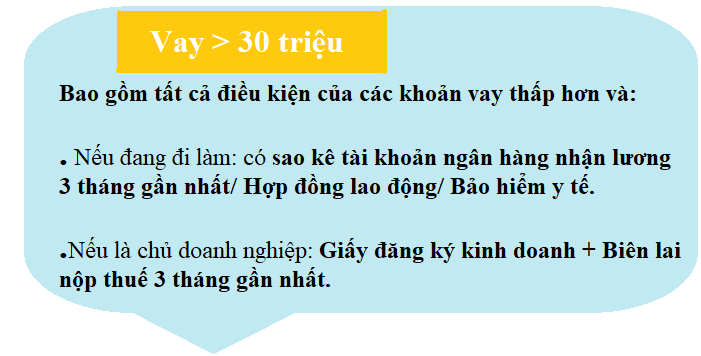 Vay > 30 triệu
Bao gồm tất cả điều kiện của các khoản vay thấp hơn và:
. Nếu đang đi làm: có sao kê tài khoản ngân hàng nhận lương
3 tháng gần nhất/ Hợp đồng lao động/ Bảo hiểm y tế.
.Nếu là chủ doanh nghiệp: Giấy đăng ký kinh doanh + Biên lai
nộp thuế 3 tháng gần nhất.